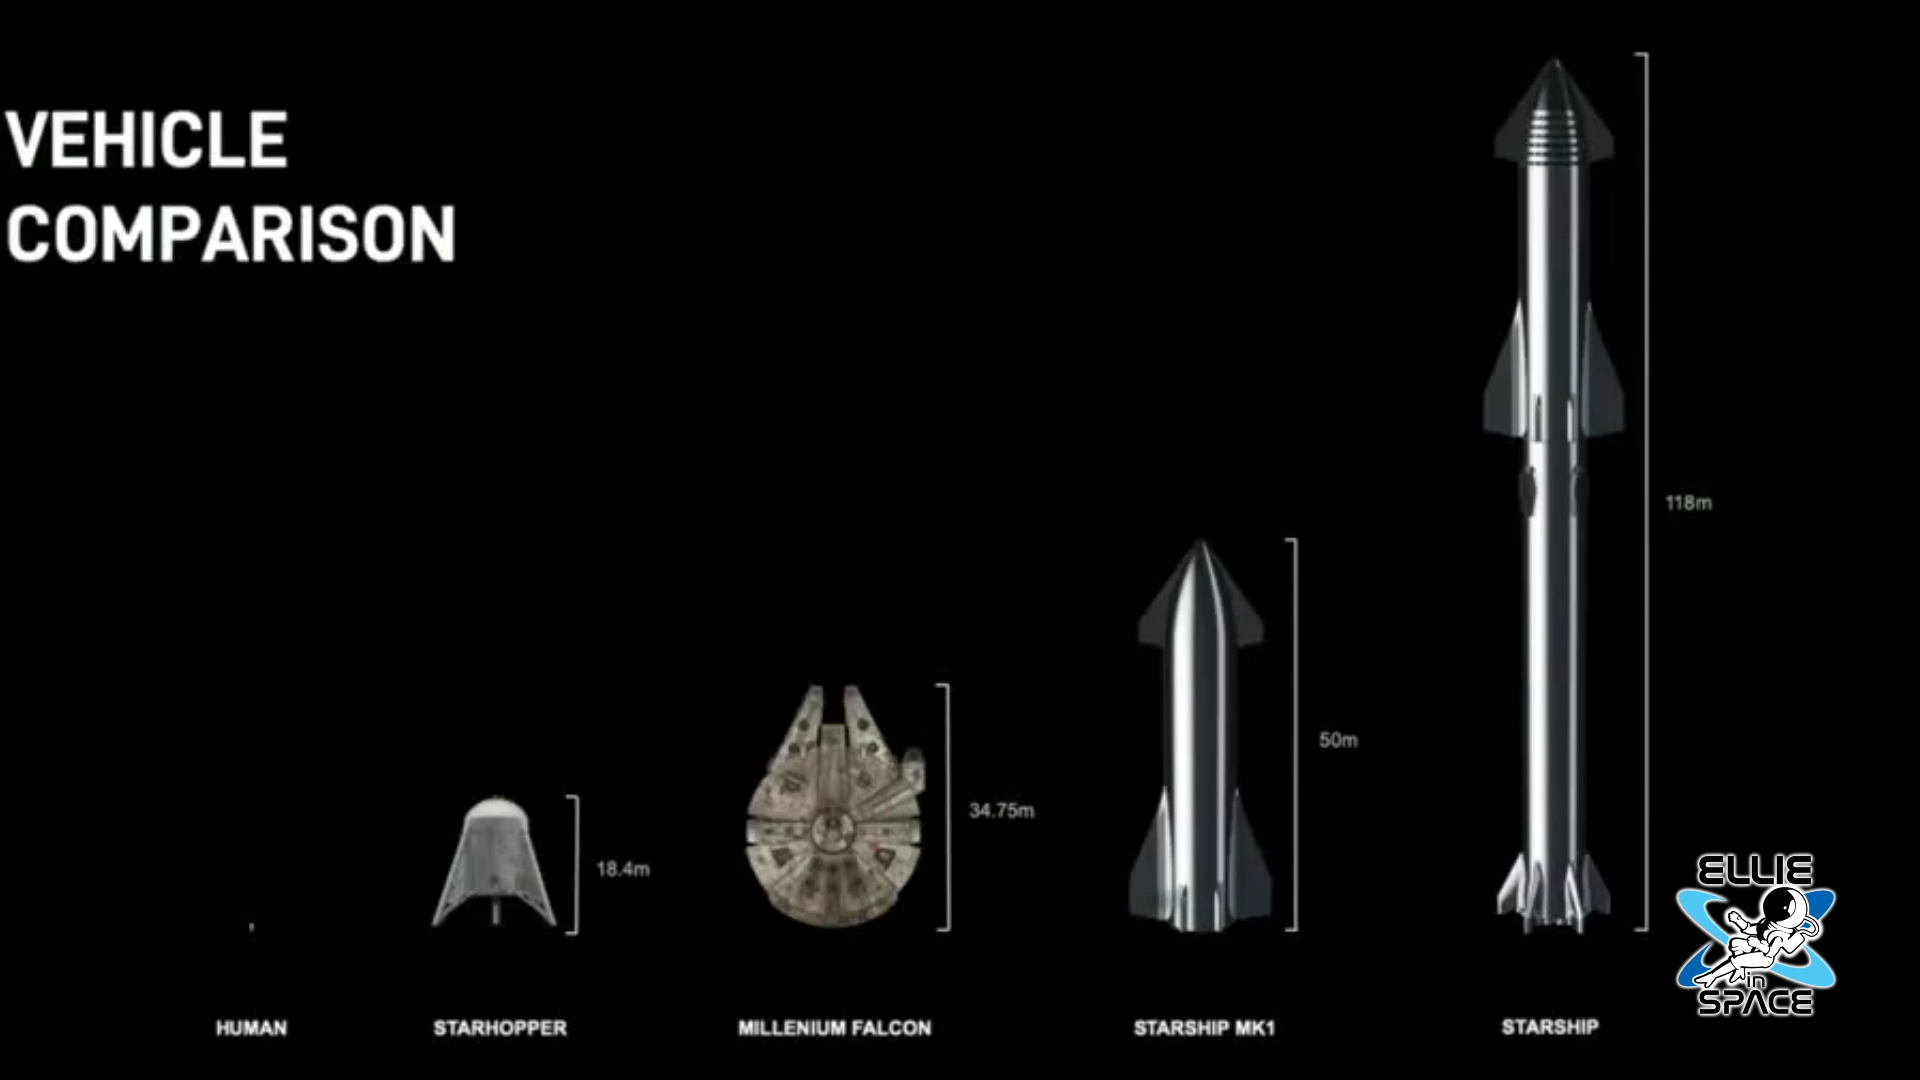 VEHICLE
COMPARISON
118m
50m
34.75m
18.4m
HUMAN
STARHOPPER
MILLENIUM FALCON
STARSHIP MK1
STARSHIP
ELLIE
in
SPACE